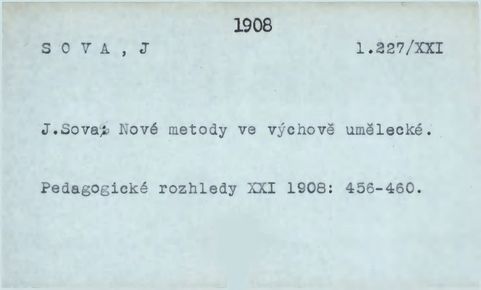 1908
S O V A , J 1.227/XXI
J.Sova: Nové metody ve výchově umělecké.
Pedagogické rozhledy XXI 1908: 456-460.